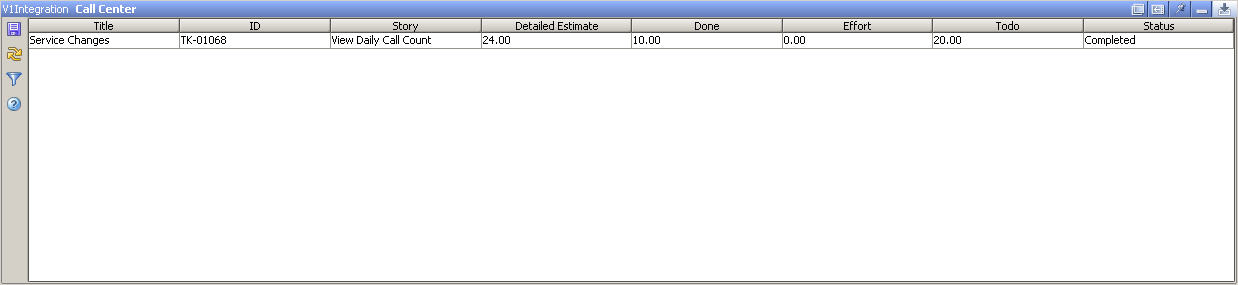 V1Integration Call Center
Title ID Story Detailed Estimate Done Effort Todo Status
Service Changes TK-01068 View Daily Call Count 24.00 10.00 0.00 20.00 Completed